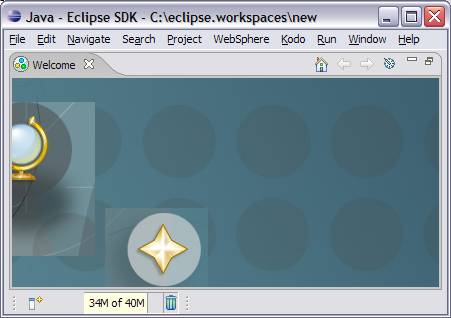 Java - Eclipse SDK - C:\eclipse.workspaces\new
File Edit Navigate Search Project WebSphere Kodo Run Window Help
Welcome
34M of 40M